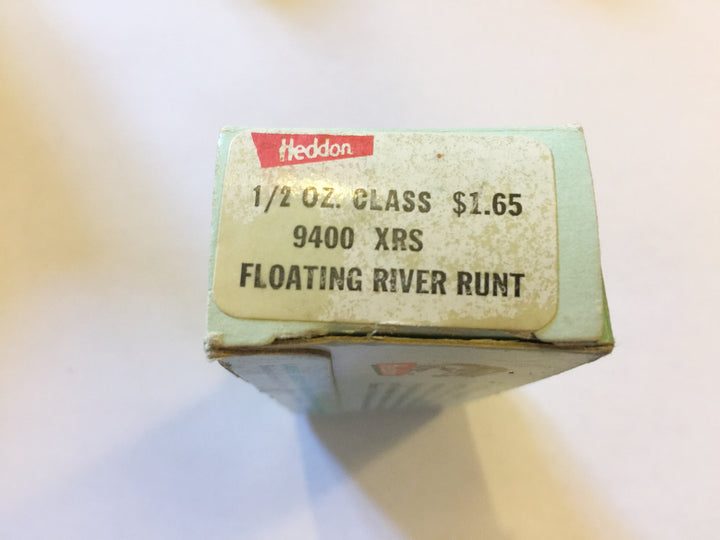 Heddon
1/2 OZ. CLASS $1.65
9400 XRS
FLOATING RIVER RUNT